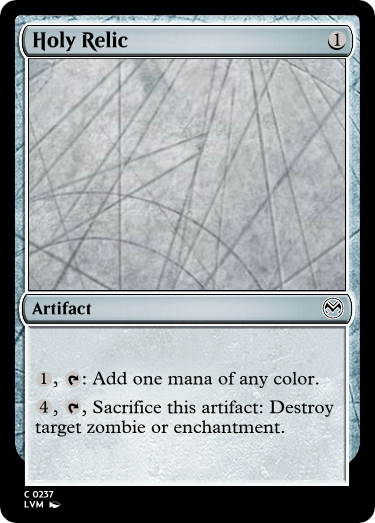 Holy Relic 1
Artifact
1, : Add one mana of any color.
4, , Sacrifice this artifact: Destroy
target zombie or enchantment.
C 0237
LVM